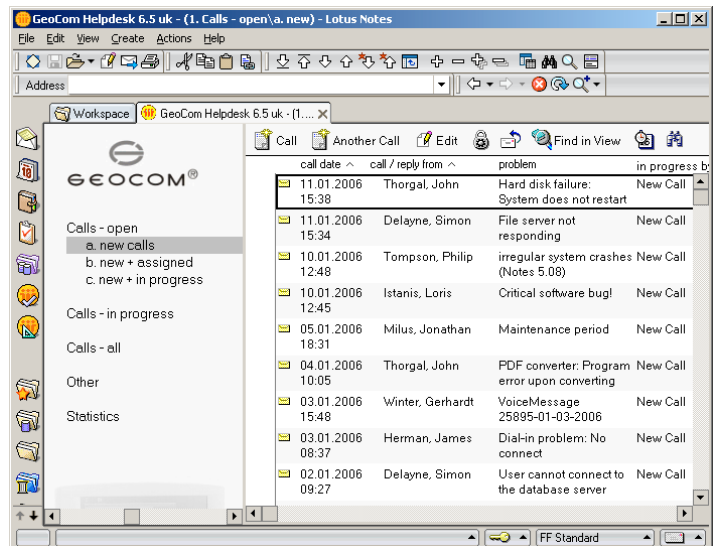 GeoCom Helpdesk 6.5 uk - (1. Calls - open\a. new) - Lotus Notes
File Edit View Create Actions Help
Address
Workspace GeoCom Helpdesk 6.5 uk - (1....
Call Another Call Edit Find in View
GEOCOM®
Calls - open
a. new calls
b. new + assigned
c. new + in progress
Calls - in progress
Calls - all
Other
Statistics
call date call / reply from problem in progress by
11.01.2006 Thorgal, John Hard disk failure: New Call
15:38 System does not restart
11.01.2006 Delayne, Simon File server not New Call
15:34 responding
10.01.2006 Tompson, Philip irregular system crashes New Call
12:48 (Notes 5.08)
10.01.2006 Istanis, Loris Critical software bug! New Call
12:45
05.01.2006 Milus, Jonathan Maintenance period New Call
18:31
04.01.2006 Thorgal, John PDF converter: Program New Call
10:05 error upon converting
03.01.2006 Winter, Gerhardt VoiceMessage New Call
15:48 25895-01-03-2006
03.01.2006 Herman, James Dial-in problem: No New Call
08:37 connect
02.01.2006 Delayne, Simon User cannot connect to New Call
09:27 the database server
FF Standard